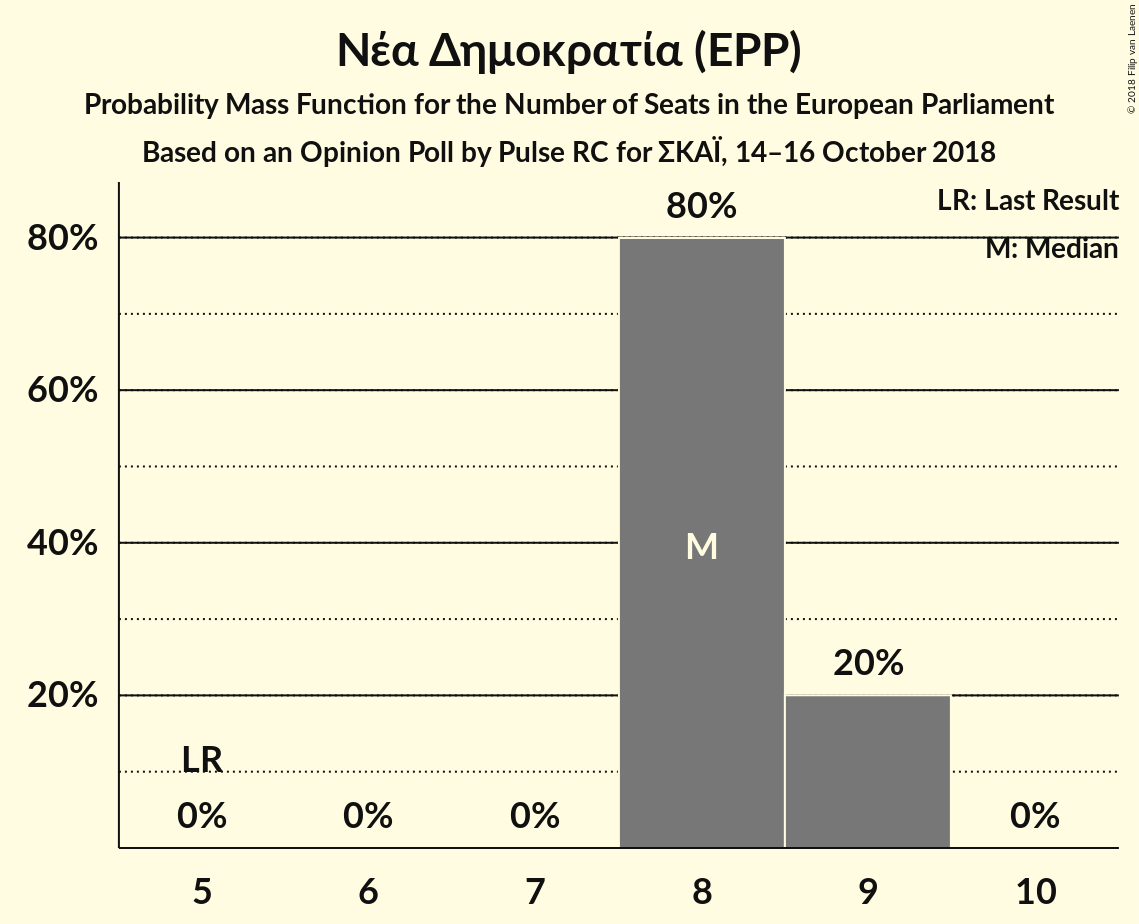 Νέα Δημοκρατία (EPP)
Probability Mass Function for the Number of Seats in the European Parliament
Based on an Opinion Poll by Pulse RC for ΣΚΑΪ, 14–16 October 2018
© 2018 Filip van Laenen
LR: Last Result
M: Median
80%
60%
40%
20%
80%
M
20%
LR
0%
0%
0%
0%
5
6
7
8
9
10